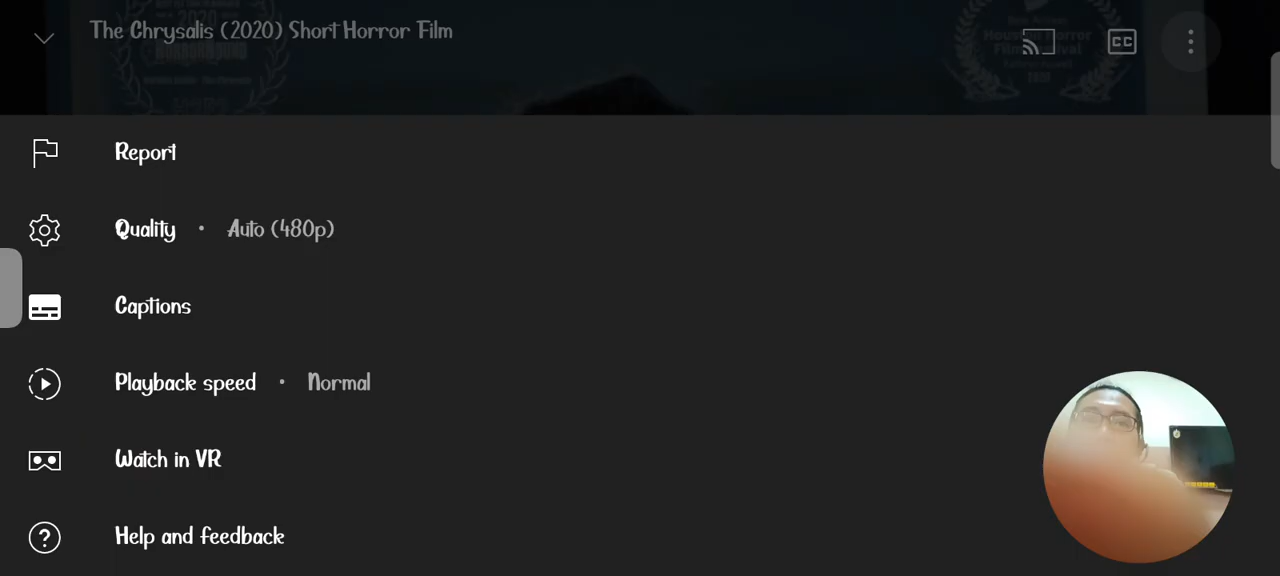 The Chrysalis (2020) Short Horror Film
CC
Report
Quality • Auto (480p)
Captions
Playback speed • Normal
Watch in VR
Help and feedback